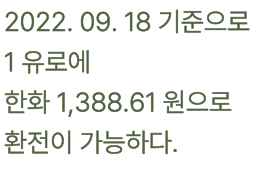 2022. 09. 18 기준으로
1 유로에
한화 1,388.61 원으로
환전이 가능하다.